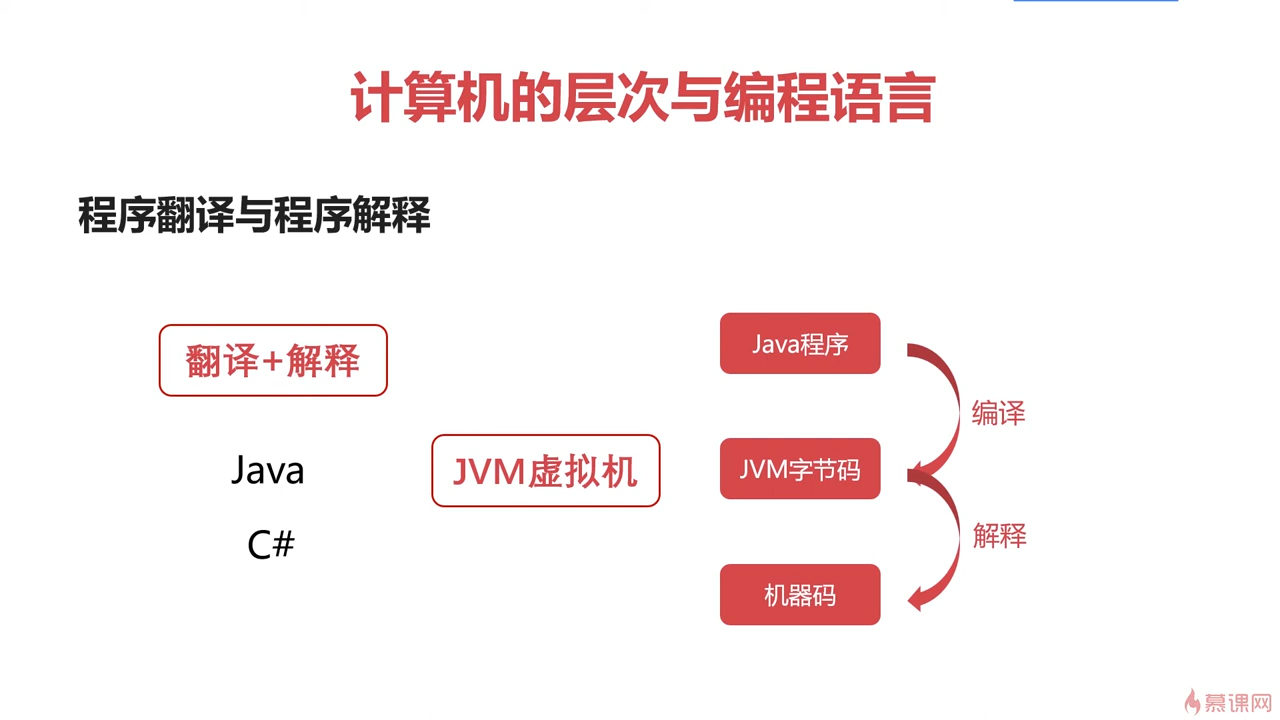 计算机的层次与编程语言
程序翻译与程序解释
翻译+解释
Java
C#
JVM虚拟机
Java程序
编译
JVM字节码
解释
机器码
慕课网